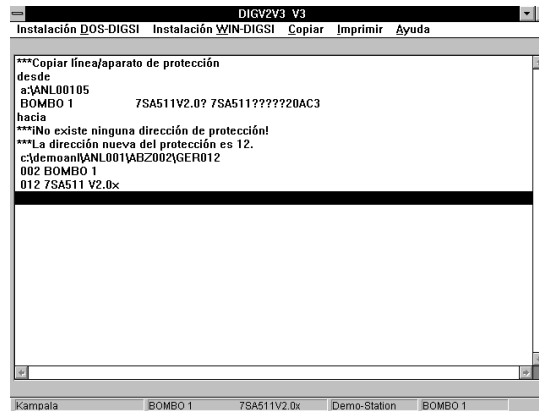 DIGV2V3 V3
Instalación DOS-DIGSI Instalación WIN-DIGSI Copiar Imprimir Ayuda
***Copiar línea/aparato de protección
desde
a:\ANL00105
BOMBO 1 7SA511V2.0? 7SA511?????20AC3
hacia
***¡No existe ninguna dirección de protección!
***La dirección nueva del protección es 12.
c:\demoanl\ANL001\ABZ002\GER012
002 BOMBO 1
012 7SA511 V2.0x
Kampala BOMBO 1 7SA511V2.0x Demo-Station BOMBO 1